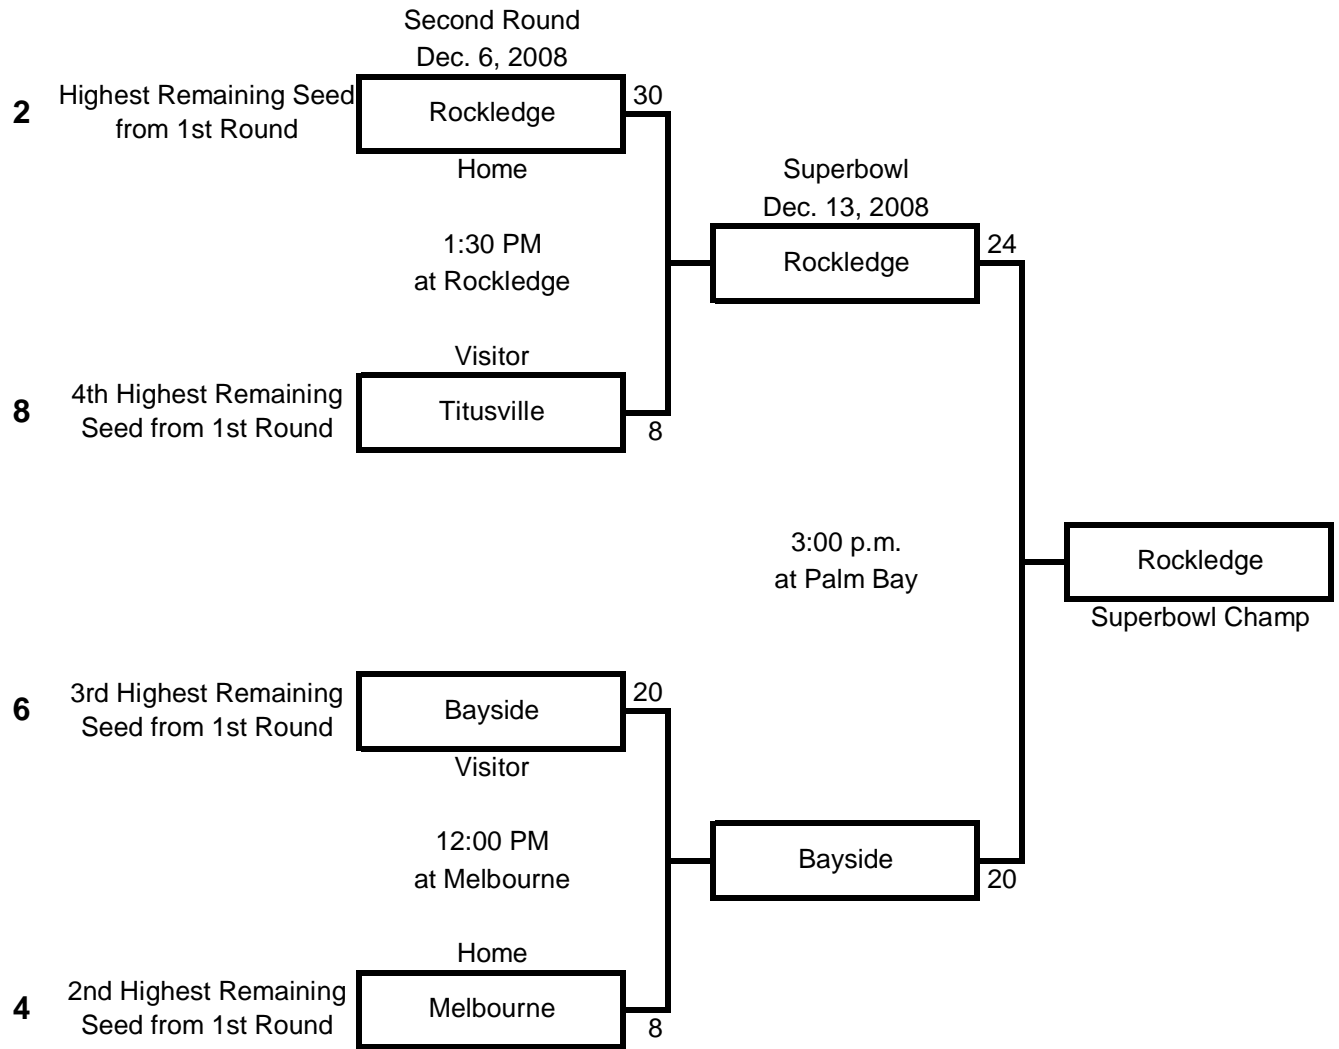 Second Round
Dec. 6, 2008
2
Highest Remaining Seed
from 1st Round
Rockledge
30
Home
1:30 PM
at Rockledge
Visitor
8
4th Highest Remaining
Seed from 1st Round
Titusville
8
Superbowl
Dec. 13, 2008
Rockledge
24
3:00 p.m.
at Palm Bay
Rockledge
Superbowl Champ
6
3rd Highest Remaining
Seed from 1st Round
Bayside
20
Visitor
12:00 PM
at Melbourne
Bayside
20
Home
4
2nd Highest Remaining
Seed from 1st Round
Melbourne
8